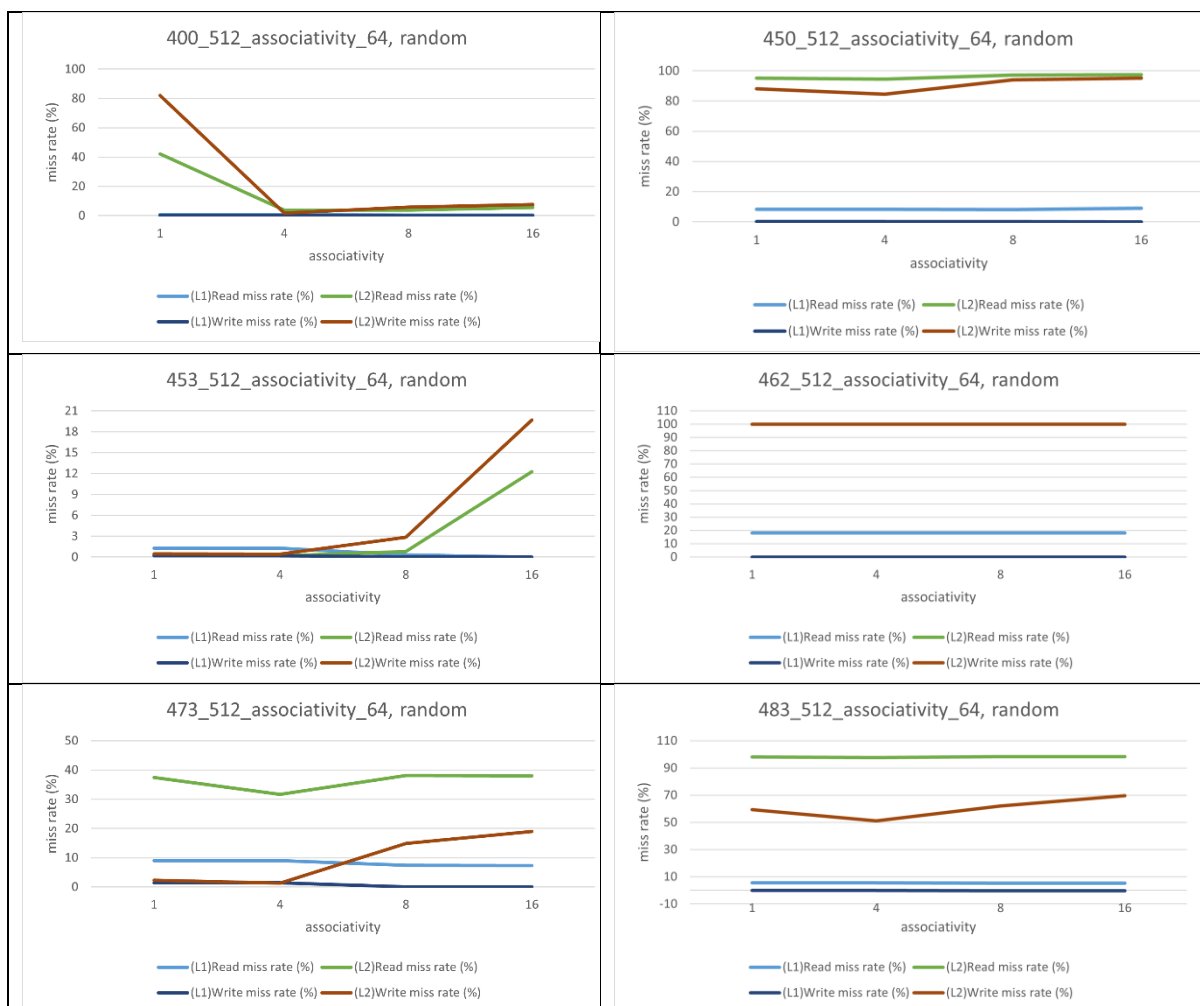 400_512_associativity_64, random
100
80
60
40
20
0
miss rate (%)
1 4 8 16
associativity
(L1)Read miss rate (%) (L2)Read miss rate (%)
(L1)Write miss rate (%) (L2)Write miss rate (%)
450_512_associativity_64, random
100
80
60
40
20
0
miss rate (%)
1 4 8 16
associativity
(L1)Read miss rate (%) (L2)Read miss rate (%)
(L1)Write miss rate (%) (L2)Write miss rate (%)
453_512_associativity_64, random
21
18
15
12
9
6
3
0
miss rate (%)
1 4 8 16
associativity
(L1)Read miss rate (%) (L2)Read miss rate (%)
(L1)Write miss rate (%) (L2)Write miss rate (%)
462_512_associativity_64, random
110
100
90
80
70
60
50
40
30
20
10
0
miss rate (%)
1 4 8 16
associativity
(L1)Read miss rate (%) (L2)Read miss rate (%)
(L1)Write miss rate (%) (L2)Write miss rate (%)
473_512_associativity_64, random
50
40
30
20
10
0
miss rate (%)
1 4 8 16
associativity
(L1)Read miss rate (%) (L2)Read miss rate (%)
(L1)Write miss rate (%) (L2)Write miss rate (%)
483_512_associativity_64, random
110
90
70
50
30
10
-10
miss rate (%)
1 4 8 16
associativity
(L1)Read miss rate (%) (L2)Read miss rate (%)
(L1)Write miss rate (%) (L2)Write miss rate (%)